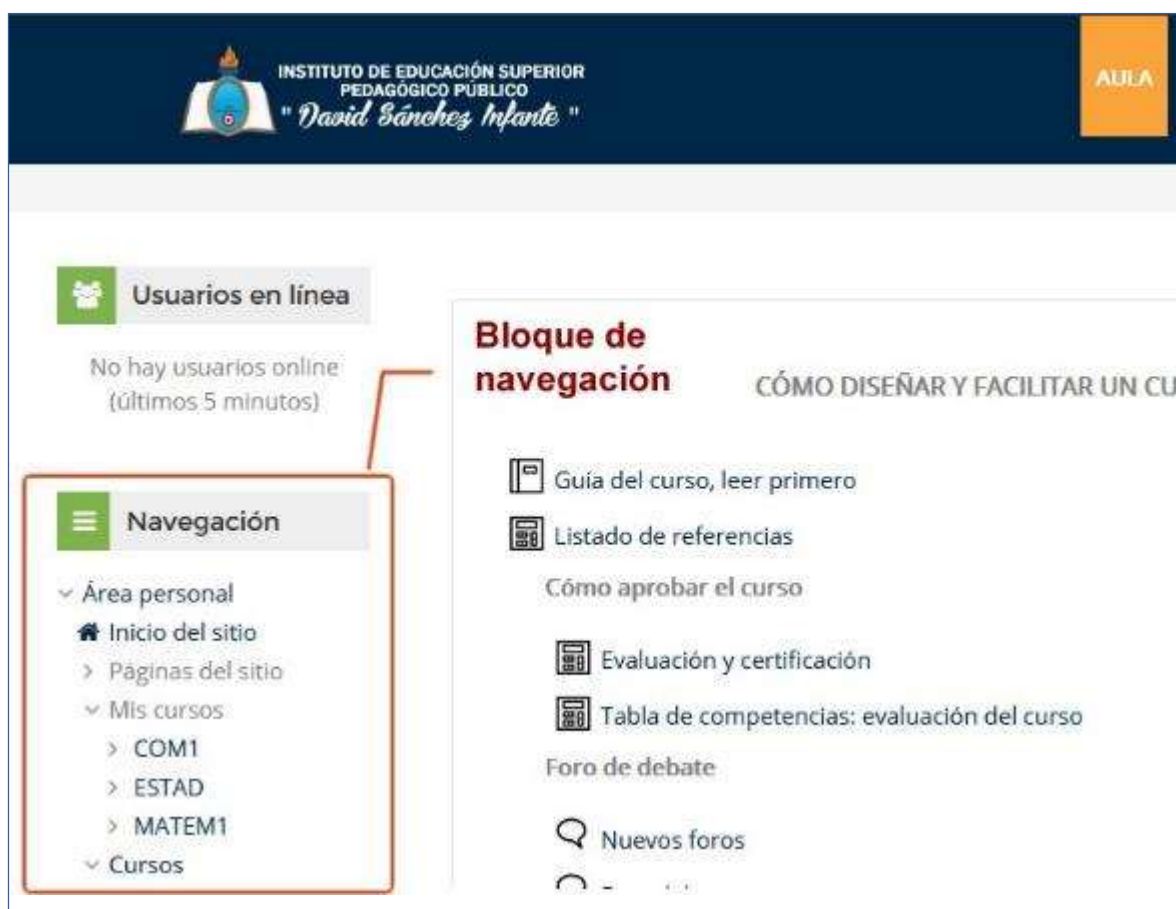 INSTITUTO DE EDUCACIÓN SUPERIOR
PEDAGÓGICO PÚBLICO
" David Sánchez Infante "
AULA
Usuarios en línea
No hay usuarios online
(últimos 5 minutos)
Navegación
Área personal
Inicio del sitio
Páginas del sitio
Mis cursos
COM1
ESTAD
MATEM1
Cursos
Bloque de
navegación
CÓMO DISEÑAR Y FACILITAR UN CU
Guía del curso, leer primero
Listado de referencias
Cómo aprobar el curso
Evaluación y certificación
Tabla de competencias: evaluación del curso
Foro de debate
Nuevos foros